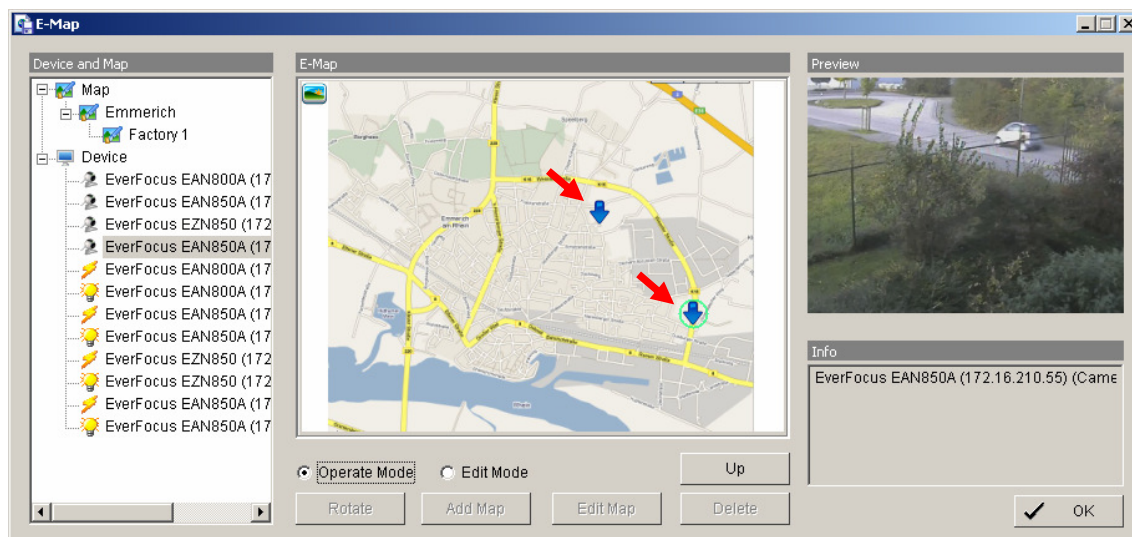 E-Map
Device and Map
Map
Emmerich
Factory 1
Device
EverFocus EAN800A (17
EverFocus EAN850A (17
EverFocus EZN850 (172
EverFocus EAN850A (17
EverFocus EAN800A (17
EverFocus EAN800A (17
EverFocus EAN850A (17
EverFocus EAN850A (17
EverFocus EZN850 (172
EverFocus EZN850 (172
EverFocus EAN850A (17
EverFocus EAN850A (17
E-Map
Emmerich
am Rhein
Operate Mode
Edit Mode
Up
Rotate
Add Map
Edit Map
Delete
Preview
Info
EverFocus EAN850A (172.16.210.55) (Came
OK